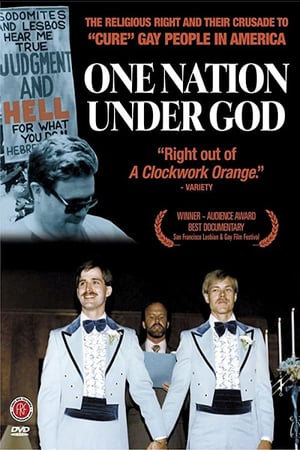 THE RELIGIOUS RIGHT AND THEIR CRUSADE TO
“CURE” GAY PEOPLE IN AMERICA
SODOMITES
AND LESBOS
HEAR ME
TRUE
JUDGMENT
AND
HELL
FOR WHAT
YOU DO
HEBRE
ONE NATION
UNDER GOD
“Right out of
A Clockwork Orange.”
- VARIETY
WINNER - AUDIENCE AWARD
BEST DOCUMENTARY
San Francisco Lesbian & Gay Film Festival
FRF
DVD